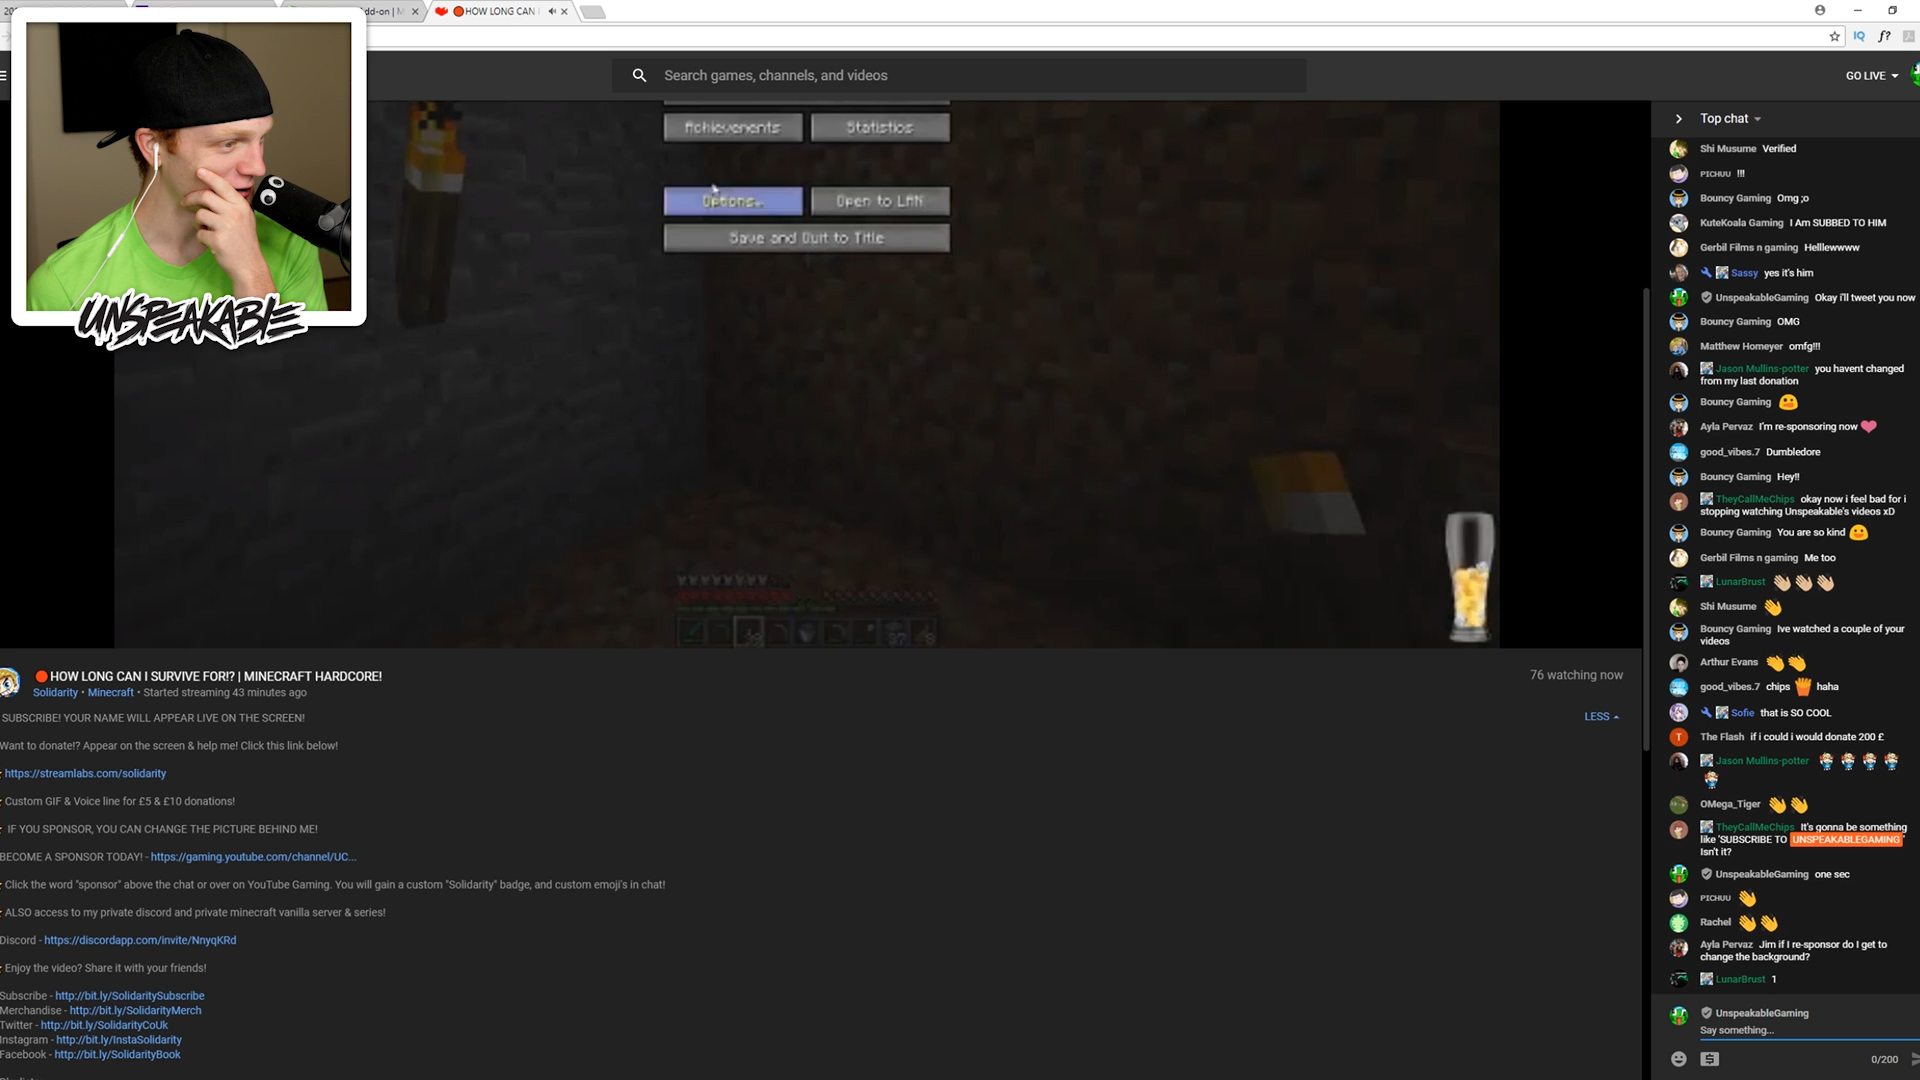 dd-on | M
HOW LONG CAN I
IQ
f?
Search games, channels, and videos
GO LIVE
UNSPEAKABLE
Achievements
Statistics
Options...
Open to LAN
Save and Quit to Title
HOW LONG CAN I SURVIVE FOR!? | MINECRAFT HARDCORE!
Solidarity • Minecraft • Started streaming 43 minutes ago
76 watching now
LESS
SUBSCRIBE! YOUR NAME WILL APPEAR LIVE ON THE SCREEN!
Want to donate!? Appear on the screen & help me! Click this link below!
https://streamlabs.com/solidarity
Custom GIF & Voice line for £5 & £10 donations!
IF YOU SPONSOR, YOU CAN CHANGE THE PICTURE BEHIND ME!
BECOME A SPONSOR TODAY! - https://gaming.youtube.com/channel/UC...
Click the word "sponsor" above the chat or over on YouTube Gaming. You will gain a custom "Solidarity" badge, and custom emoji's in chat!
ALSO access to my private discord and private minecraft vanilla server & series!
Discord - https://discordapp.com/invite/NnyqKRd
Enjoy the video? Share it with your friends!
Subscribe - http://bit.ly/SolidaritySubscribe
Merchandise - http://bit.ly/SolidarityMerch
Twitter - http://bit.ly/SolidarityCoUk
Instagram - http://bit.ly/InstaSolidarity
Facebook - http://bit.ly/SolidarityBook
Top chat
Shi Musume Verified
PICHUU !!!
Bouncy Gaming Omg ;o
KuteKoala Gaming I Am SUBBED TO HIM
Gerbil Films n gaming Helllewwww
Sassy yes it's him
UnspeakableGaming Okay i'll tweet you now
Bouncy Gaming OMG
Matthew Homeyer omfg!!!
Jason Mullins-potter you havent changed
from my last donation
Bouncy Gaming
Ayla Pervaz I'm re-sponsoring now
good_vibes.7 Dumbledore
Bouncy Gaming Hey!!
TheyCallMeChips okay now i feel bad for i
stopping watching Unspeakable's videos xD
Bouncy Gaming You are so kind
Gerbil Films n gaming Me too
LunarBrust
Shi Musume
Bouncy Gaming Ive watched a couple of your
videos
Arthur Evans
good_vibes.7 chips haha
Sofie that is SO COOL
The Flash if i could i would donate 200 £
Jason Mullins-potter
OMega_Tiger
TheyCallMeChips It's gonna be something
like 'SUBSCRIBE TO UNSPEAKABLEGAMING '
Isn't it?
UnspeakableGaming one sec
PICHUU
Rachel
Ayla Pervaz Jim if I re-sponsor do I get to
change the background?
LunarBrust 1
UnspeakableGaming
Say something...
0/200